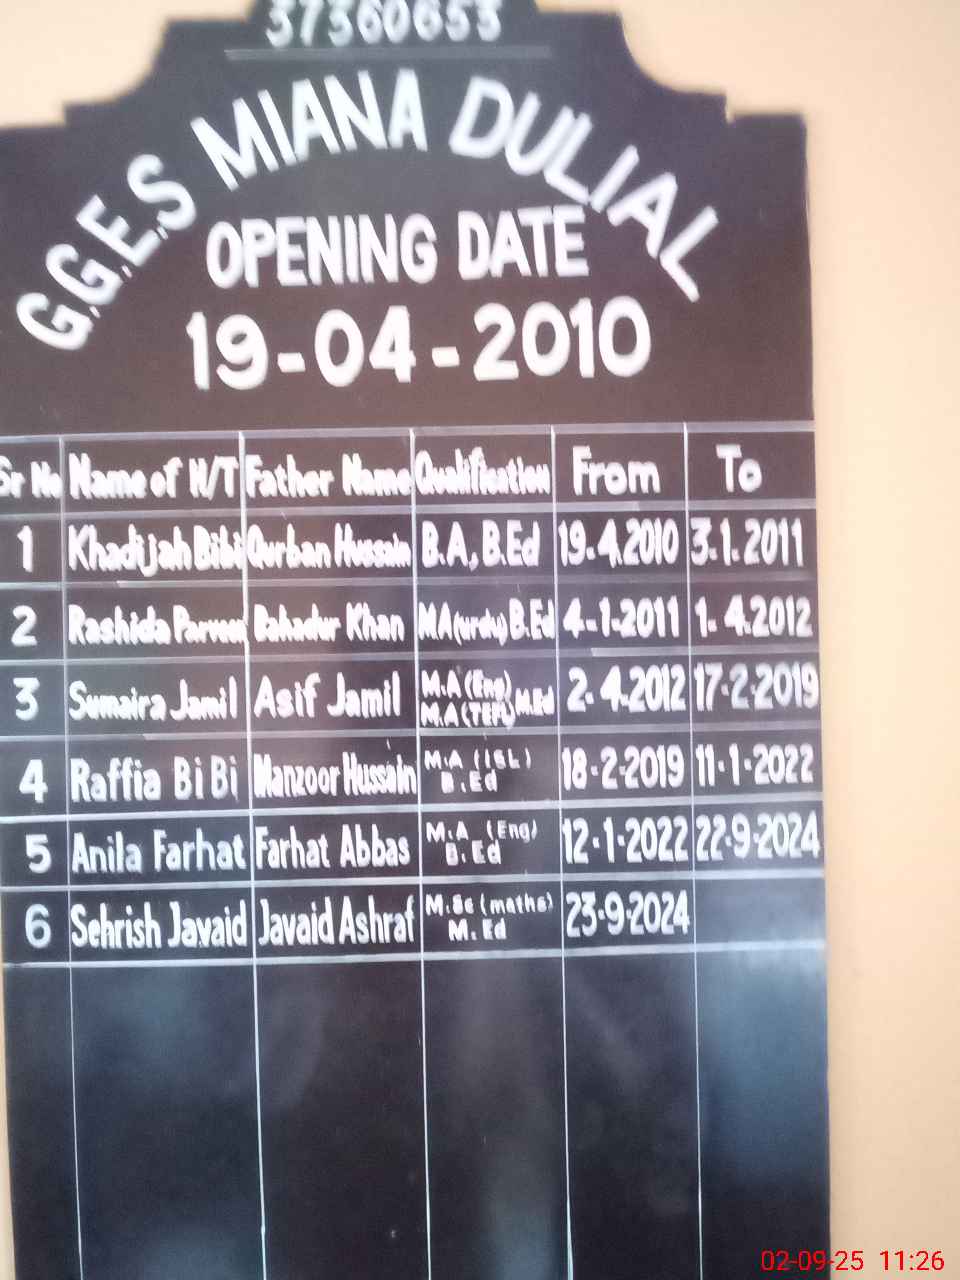 37360653
G.G.E.S MIANA DULIAL
OPENING DATE
19-04-2010
Sr No Name of H/T Father Name Qualification From To
1 Khadijah Bibi Qurban Hussain B.A, B.Ed 19.4.2010 3.1.2011
2 Rashida Parveen Bahadur Khan M.A(urdu) B.Ed 4-1-2011 1.4.2012
3 Sumaira Jamil Asif Jamil M.A(Eng) M.A(TEFL) M.Ed 2.4.2012 17-2-2019
4 Raffia BiBi Manzoor Hussain M.A (ISL) B.Ed 18-2-2019 11-1-2022
5 Anila Farhat Farhat Abbas M.A (Eng) B.Ed 12-1-2022 22-9-2024
6 Sehrish Javaid Javaid Ashraf M.Sc (maths) M.Ed 23-9-2024
02-09-25 11:26